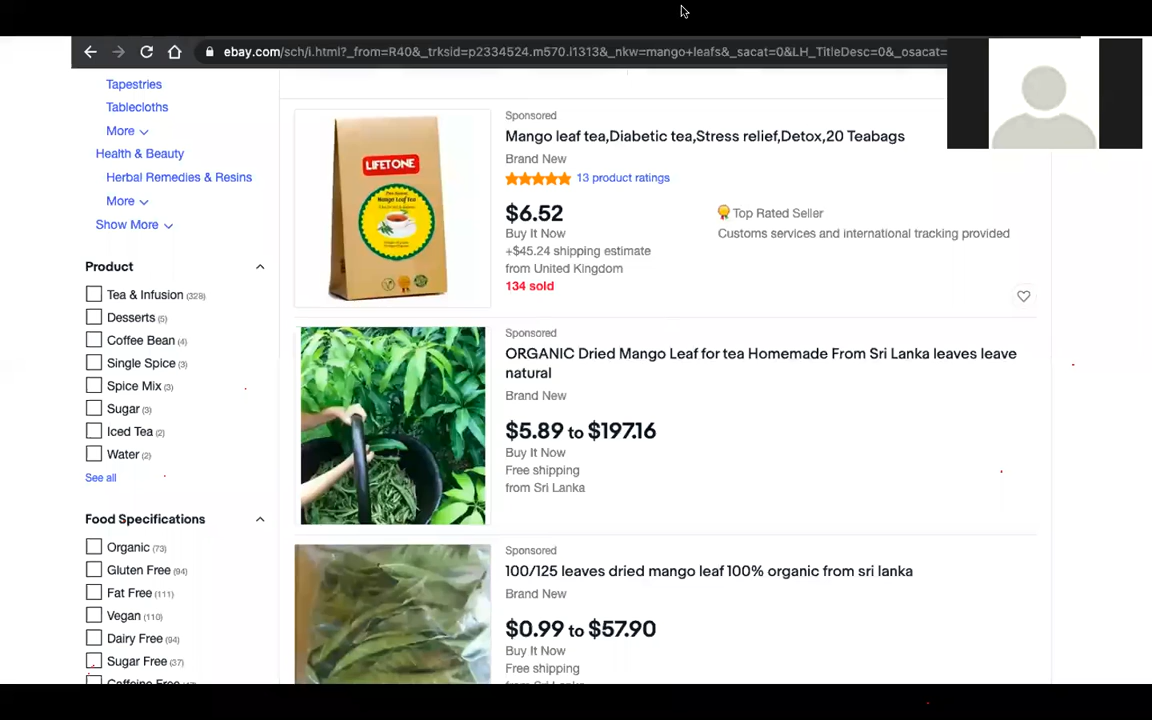 ebay.com/sch/i.html?_from=R40&_trksid=p2334524.m570.l1313&_nkw=mango+leafs&_sacat=0&LH_TitleDesc=0&_osacat=
Tapestries
Tablecloths
More
Health & Beauty
Herbal Remedies & Resins
More
Show More
Product
Tea & Infusion (328)
Desserts (5)
Coffee Bean (4)
Single Spice (3)
Spice Mix (3)
Sugar (3)
Iced Tea (2)
Water (2)
See all
Food Specifications
Organic (73)
Gluten Free (94)
Fat Free (111)
Vegan (110)
Dairy Free (94)
Sugar Free (37)
Caffeine Free
LIFETONE
Mango Leaf Tea
Sponsored
Mango leaf tea,Diabetic tea,Stress relief,Detox,20 Teabags
Brand New
13 product ratings
$6.52
Buy It Now
+$45.24 shipping estimate
from United Kingdom
134 sold
Top Rated Seller
Customs services and international tracking provided
Sponsored
ORGANIC Dried Mango Leaf for tea Homemade From Sri Lanka leaves leave
natural
Brand New
$5.89 to $197.16
Buy It Now
Free shipping
from Sri Lanka
Sponsored
100/125 leaves dried mango leaf 100% organic from sri lanka
Brand New
$0.99 to $57.90
Buy It Now
Free shipping
from Sri Lanka